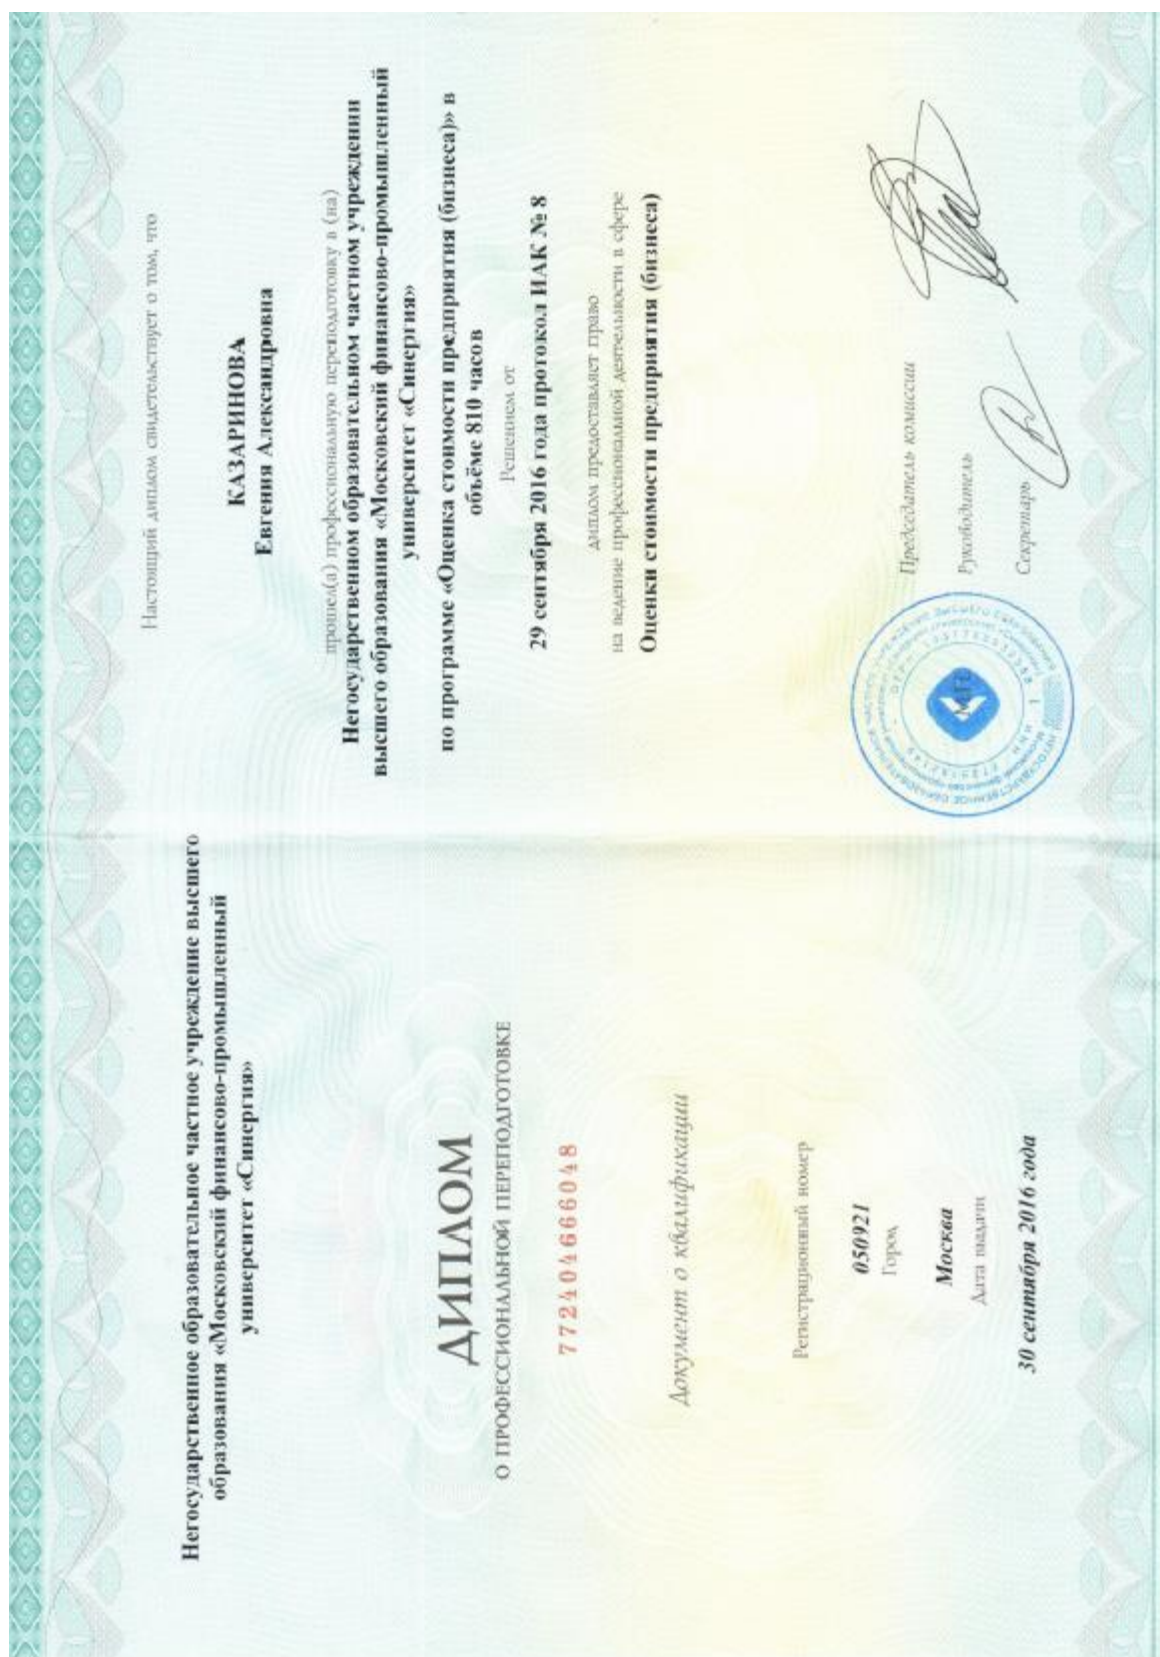 Негосударственное образовательное частное учреждение высшего
образования «Московский финансово-промышленный
университет «Синергия»
ДИПЛОМ
О ПРОФЕССИОНАЛЬНОЙ ПЕРЕПОДГОТОВКЕ
772404666048
Документ о квалификации
Регистрационный номер
050921
Город
Москва
Дата выдачи
30 сентября 2016 года
Настоящий диплом свидетельствует о том, что
КАЗАРИНОВА
Евгения Александровна
прошел(а) профессиональную переподготовку в (на)
Негосударственном образовательном частном учреждении
высшего образования «Московский финансово-промышленный
университет «Синергия»
по программе «Оценка стоимости предприятия (бизнеса)» в
объёме 810 часов
Решением от
29 сентября 2016 года протокол ИАК № 8
диплом предоставляет право
на ведение профессиональной деятельности в сфере
Оценки стоимости предприятия (бизнеса)
Председатель комиссии
Руководитель
Секретарь
М.П.